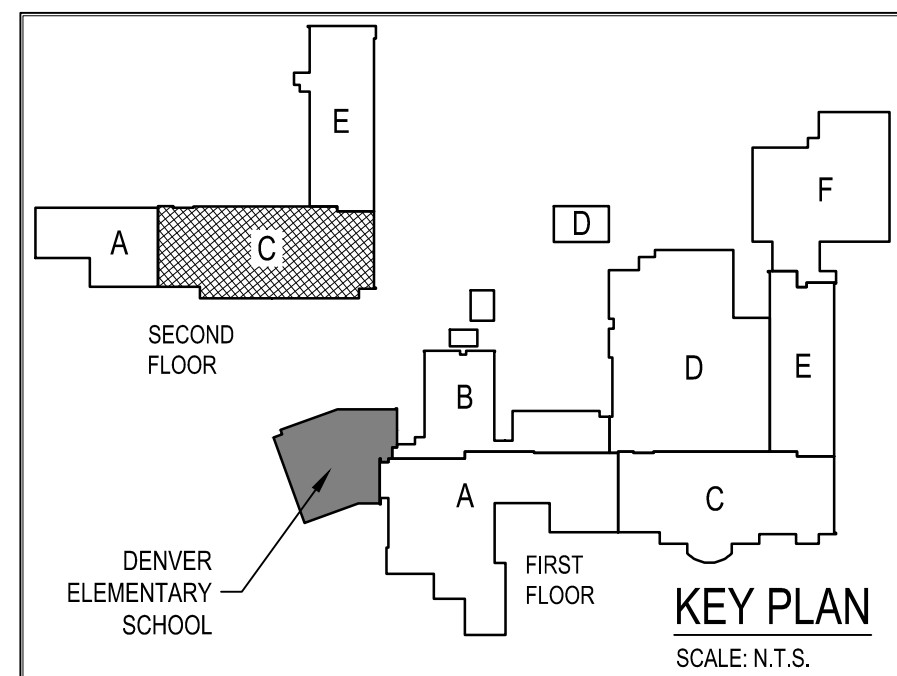 E
A
C
SECOND
FLOOR
F
D
D
E
B
A
C
DENVER
ELEMENTARY
SCHOOL
FIRST
FLOOR
KEY PLAN
SCALE: N.T.S.